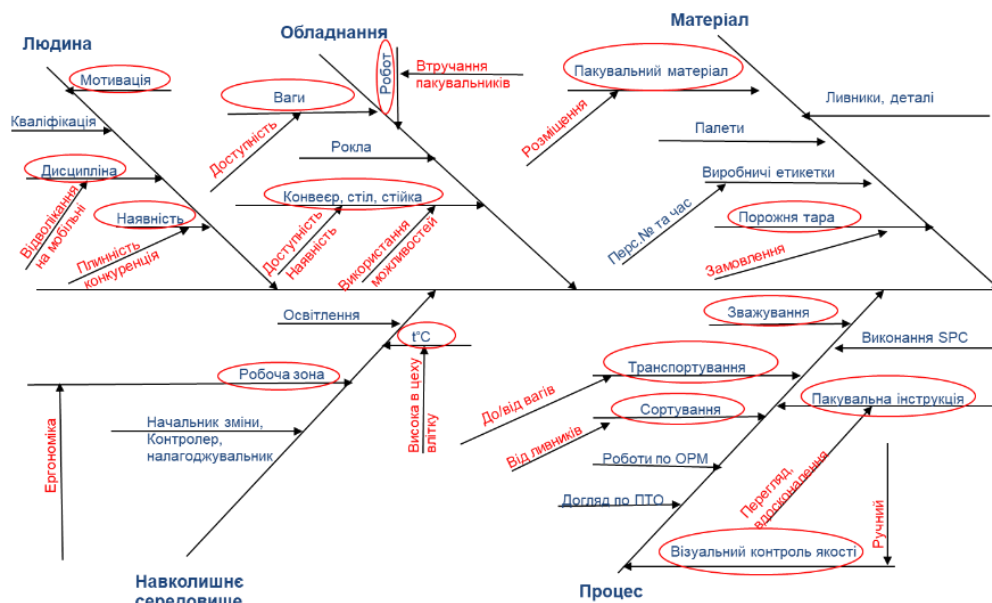 Людина
Обладнання
Матеріал
Мотивація
Кваліфікація
Дисципліна
Відволікання
на мобільні
Наявність
Плинність
конкуренція
Ваги
Доступність
Робот
Втручання
пакувальників
Рокла
Конвеєр, стіл, стійка
Доступність
Наявність
Використання
можливостей
Пакувальний матеріал
Розміщення
Ливники, деталі
Палети
Виробничі етикетки
Перс.№ та час
Порожня тара
Замовлення
Освітлення
t°C
Висока в цеху
влітку
Робоча зона
Ергономіка
Начальник зміни,
Контролер,
налагоджувальник
Навколишнє
середовище
Зважування
Виконання SPC
Транспортування
До/від вагів
Пакувальна інструкція
Сортування
Від ливників
Роботи по ОРМ
Перегляд,
вдосконалення
Догляд по ПТО
Ручний
Візуальний контроль якості
Процес